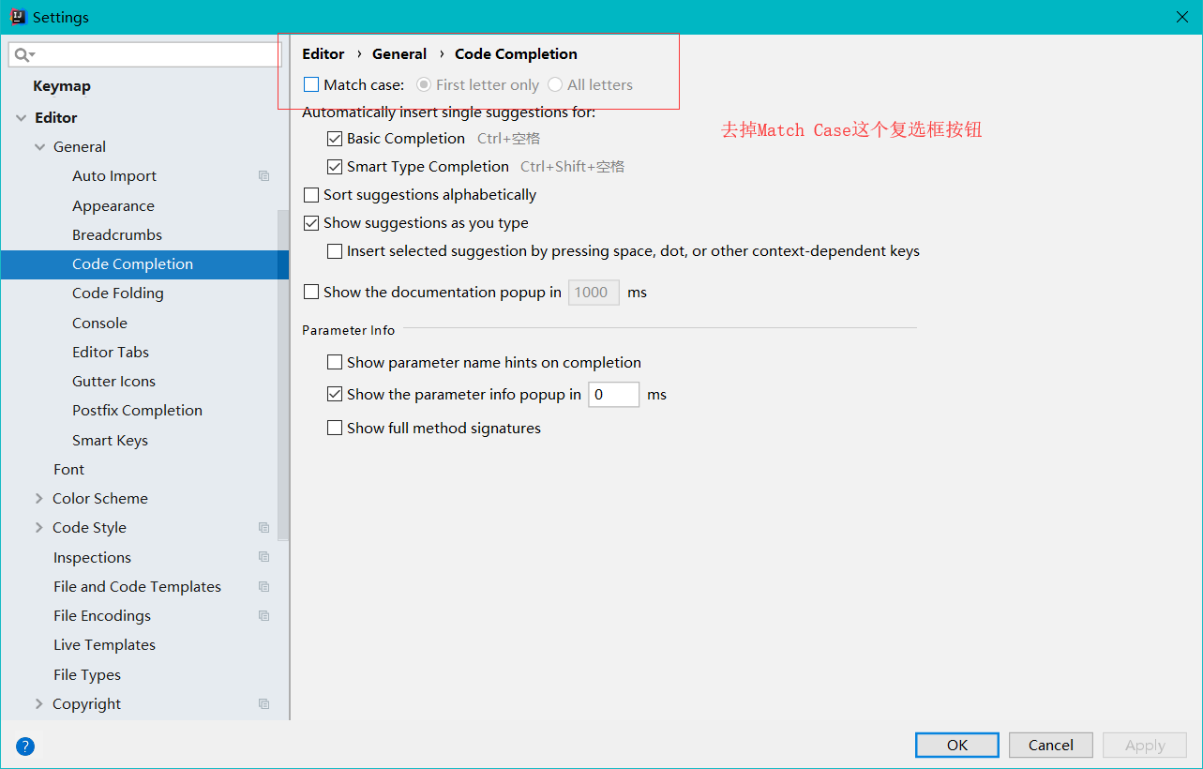 Settings
Keymap
Editor
General
Auto Import
Appearance
Breadcrumbs
Code Completion
Code Folding
Console
Editor Tabs
Gutter Icons
Postfix Completion
Smart Keys
Font
Color Scheme
Code Style
Inspections
File and Code Templates
File Encodings
Live Templates
File Types
Copyright
Editor › General › Code Completion
Match case: First letter only All letters
Automatically insert single suggestions for:
去掉Match Case这个复选框按钮
Basic Completion Ctrl+空格
Smart Type Completion Ctrl+Shift+空格
Sort suggestions alphabetically
Show suggestions as you type
Insert selected suggestion by pressing space, dot, or other context-dependent keys
Show the documentation popup in 1000 ms
Parameter Info
Show parameter name hints on completion
Show the parameter info popup in 0 ms
Show full method signatures
? OK Cancel Apply